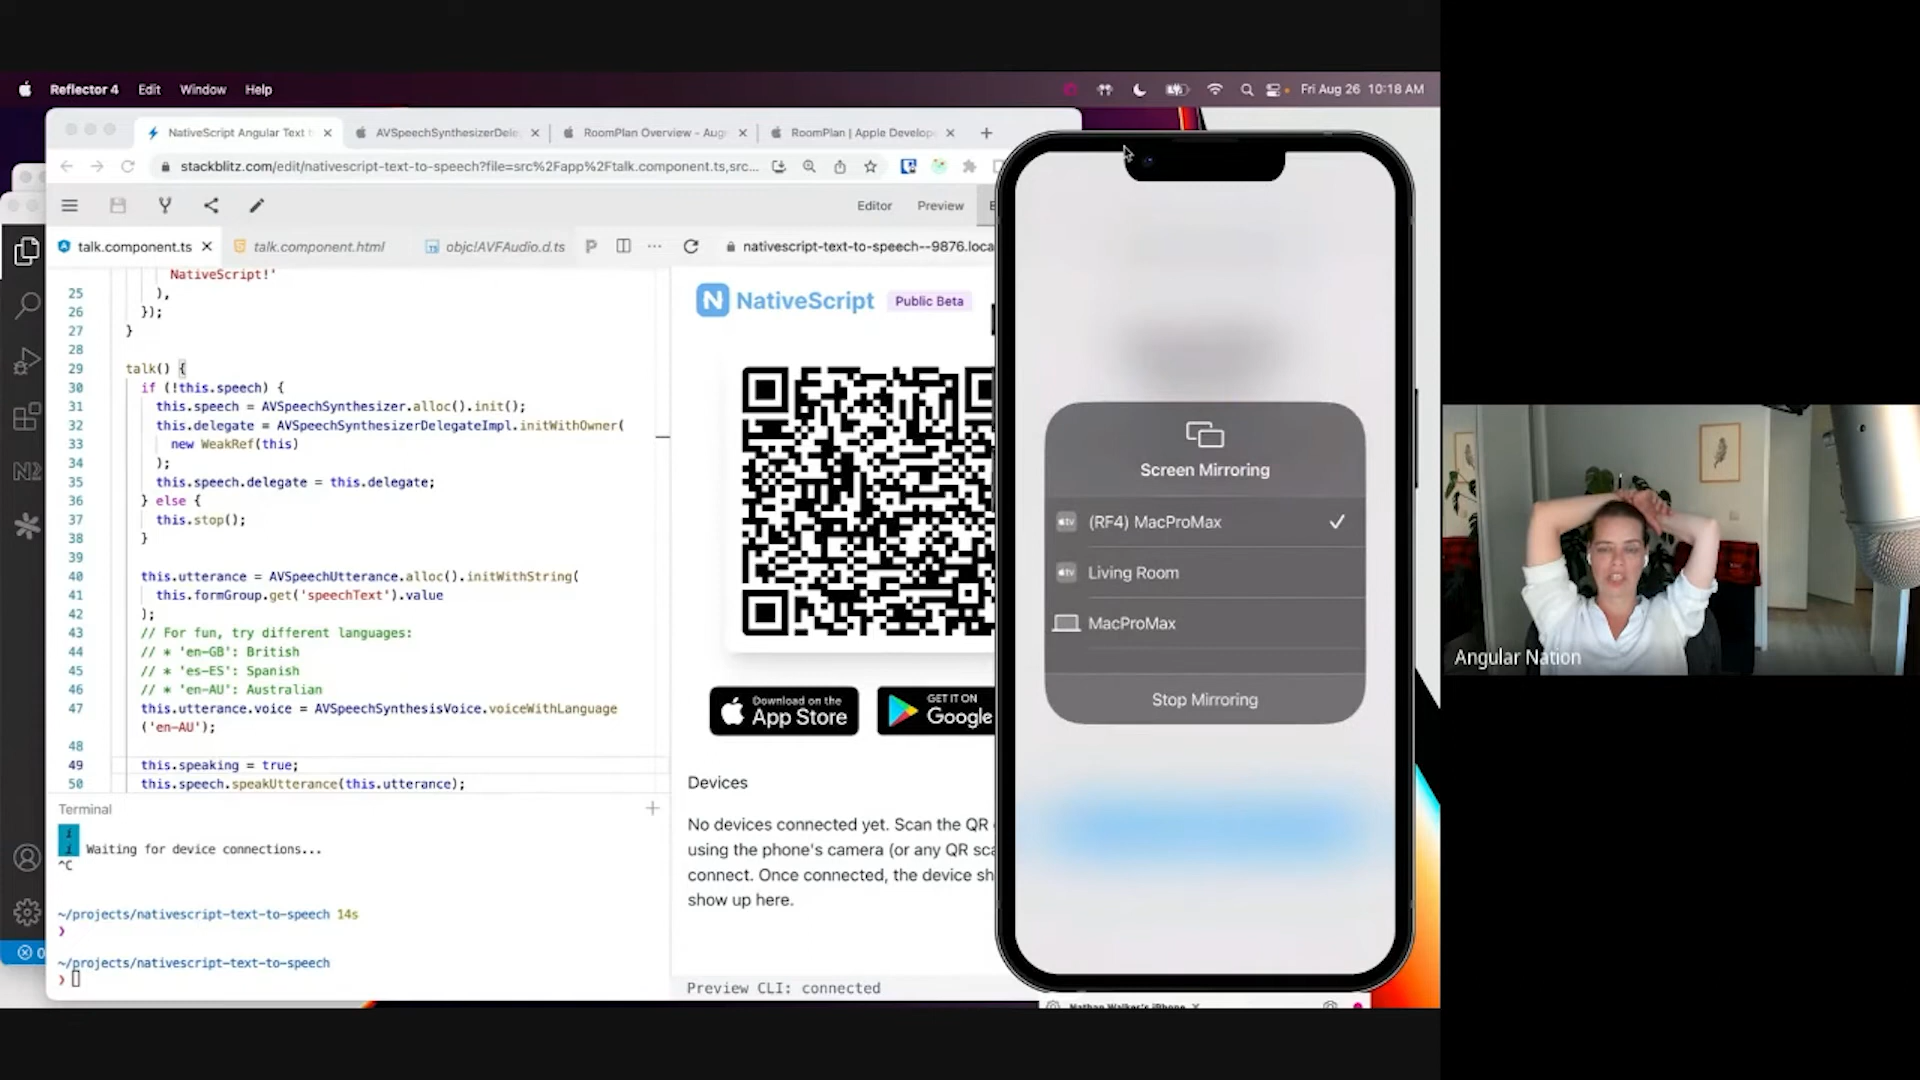 Reflector 4 Edit Window Help
Fri Aug 26 10:18 AM
NativeScript Angular Text
AVSpeechSynthesizerDele
RoomPlan Overview - Aug
RoomPlan | Apple Develop
stackblitz.com/edit/nativescript-text-to-speech?file=src%2Fapp%2Ftalk.component.ts,src...
Editor Preview
talk.component.ts
talk.component.html
objc!AVFAudio.d.ts
nativescript-text-to-speech--9876.loca
NativeScript!'
25 ),
26 });
27 }
28
29 talk() {
30 if (!this.speech) {
31 this.speech = AVSpeechSynthesizer.alloc().init();
32 this.delegate = AVSpeechSynthesizerDelegateImpl.initWithOwner(
33 new WeakRef(this)
34 );
35 this.speech.delegate = this.delegate;
36 } else {
37 this.stop();
38 }
39
40 this.utterance = AVSpeechUtterance.alloc().initWithString(
41 this.formGroup.get('speechText').value
42 );
43 // For fun, try different languages:
44 // * 'en-GB': British
45 // * 'es-ES': Spanish
46 // * 'en-AU': Australian
47 this.utterance.voice = AVSpeechSynthesisVoice.voiceWithLanguage
('en-AU');
48
49 this.speaking = true;
50 this.speech.speakUtterance(this.utterance);
Terminal
Waiting for device connections...
^C
~/projects/nativescript-text-to-speech 14s
❯
~/projects/nativescript-text-to-speech
❯
NativeScript Public Beta
Download on the
App Store
GET IT ON
Google
Devices
No devices connected yet. Scan the QR
using the phone's camera (or any QR sca
connect. Once connected, the device sh
show up here.
Preview CLI: connected
Screen Mirroring
(RF4) MacProMax
Living Room
MacProMax
Stop Mirroring
Nathan Walker's iPhone
Angular Nation